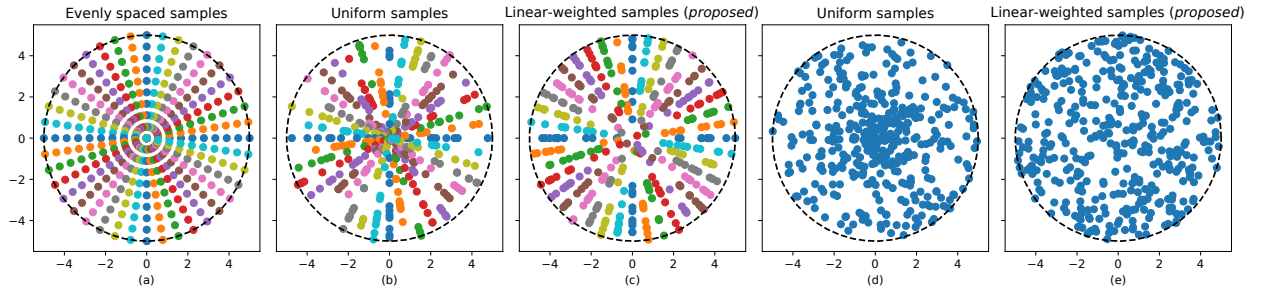 Evenly spaced samples
Uniform samples
Linear-weighted samples (proposed)
Uniform samples
Linear-weighted samples (proposed)
4
2
0
−2
−4
−4 −2 0 2 4
−4 −2 0 2 4
−4 −2 0 2 4
−4 −2 0 2 4
−4 −2 0 2 4
(a)
(b)
(c)
(d)
(e)